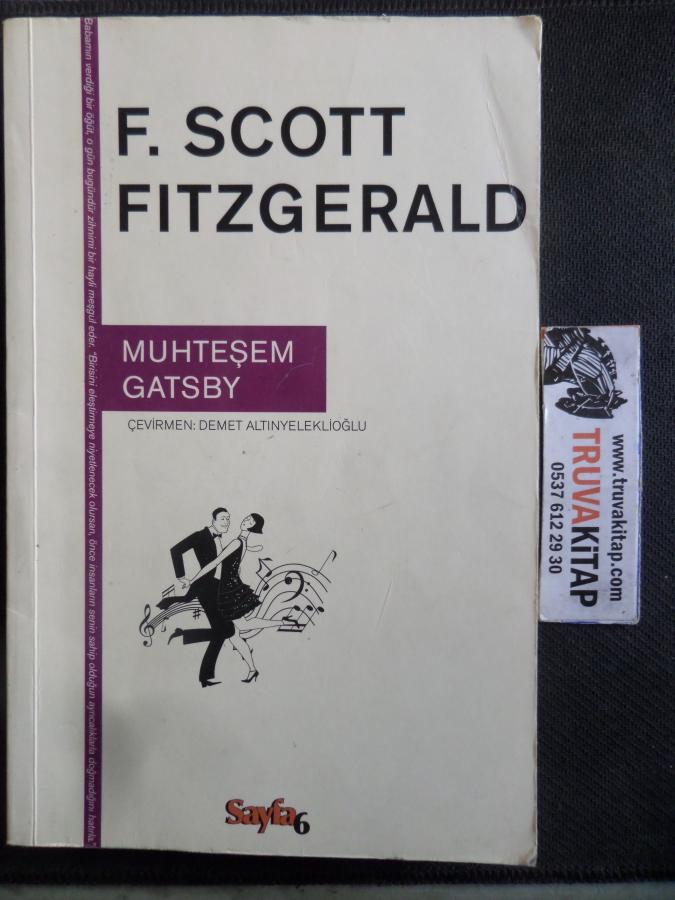 F. SCOTT
FITZGERALD
MUHTEŞEM
GATSBY
ÇEVİRMEN: DEMET ALTINYELEKLİOĞLU
Babamın verdiği bir öğüt, o gün bugündür zihnimi bir hayli meşgul eder. "Birisini eleştirmeye niyetlenecek olursan, önce insanların senin sahip olduğun ayrıcalıklarla doğmadığını hatırla."
Sayfa6
www.truvakitap.com
TRUVAKİTAP
0537 612 29 30